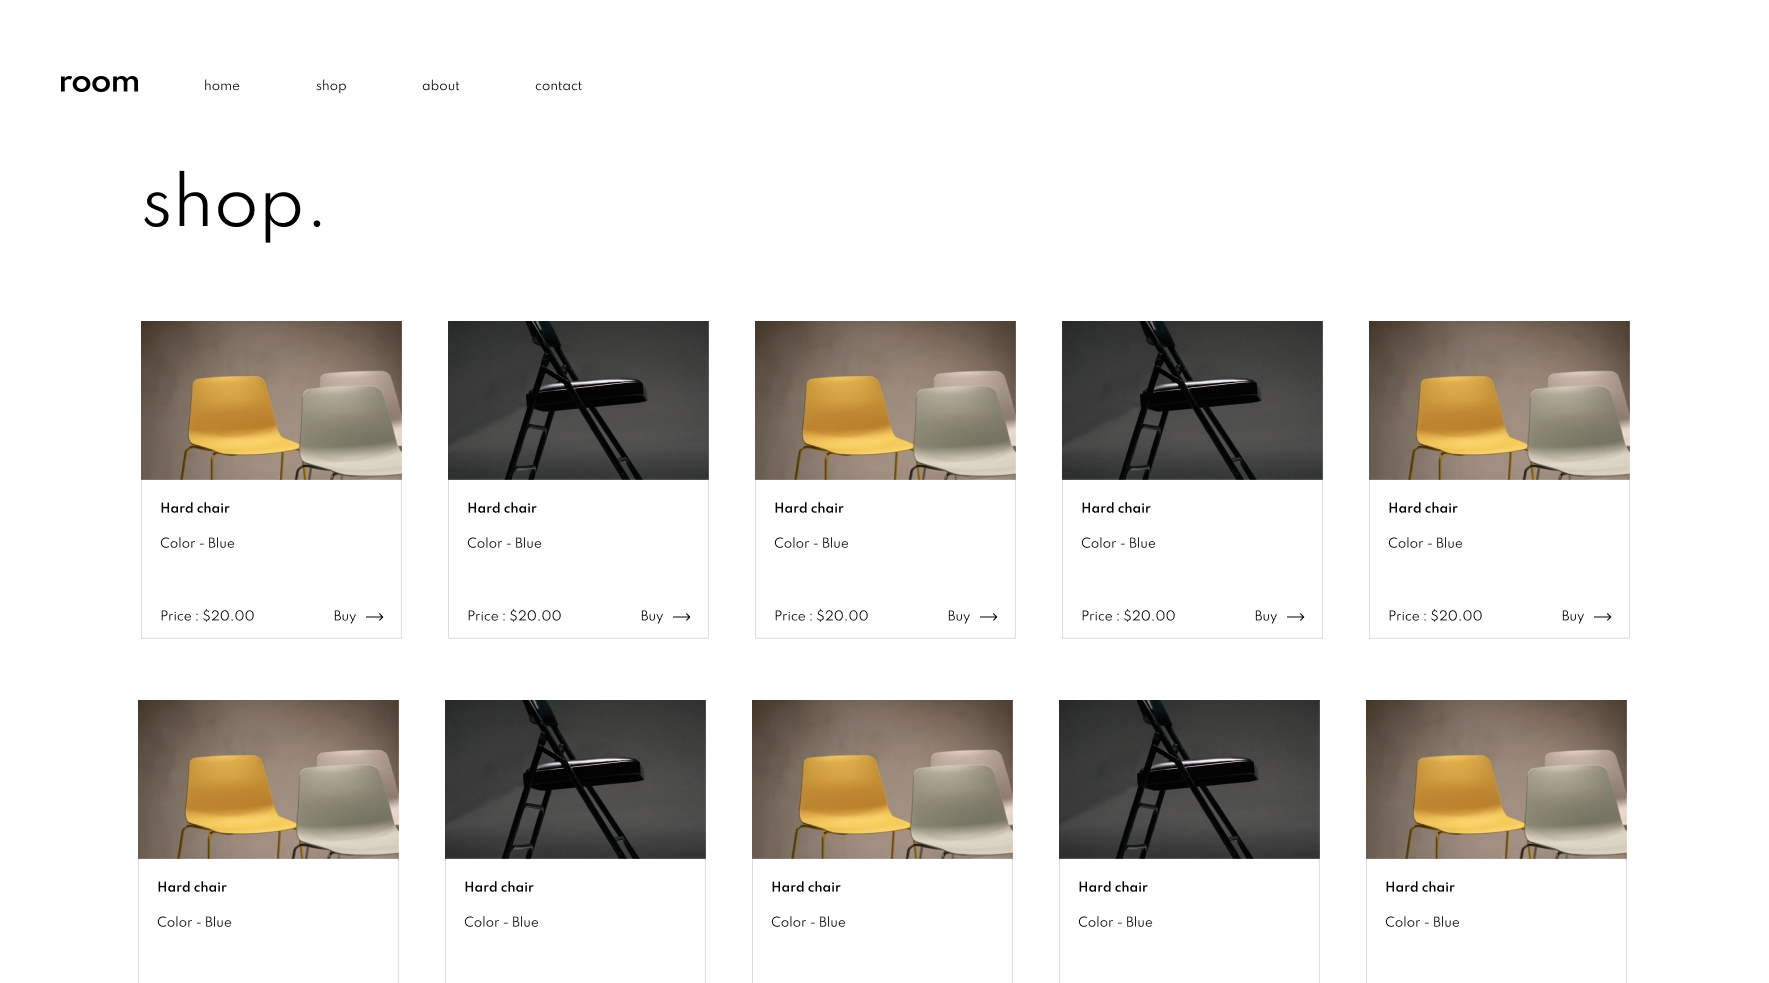 room home shop about contact
shop.
Hard chair Hard chair Hard chair Hard chair Hard chair
Color - Blue Color - Blue Color - Blue Color - Blue Color - Blue
Price : $20.00 Buy Price : $20.00 Buy Price : $20.00 Buy Price : $20.00 Buy Price : $20.00 Buy
Hard chair Hard chair Hard chair Hard chair Hard chair
Color - Blue Color - Blue Color - Blue Color - Blue Color - Blue